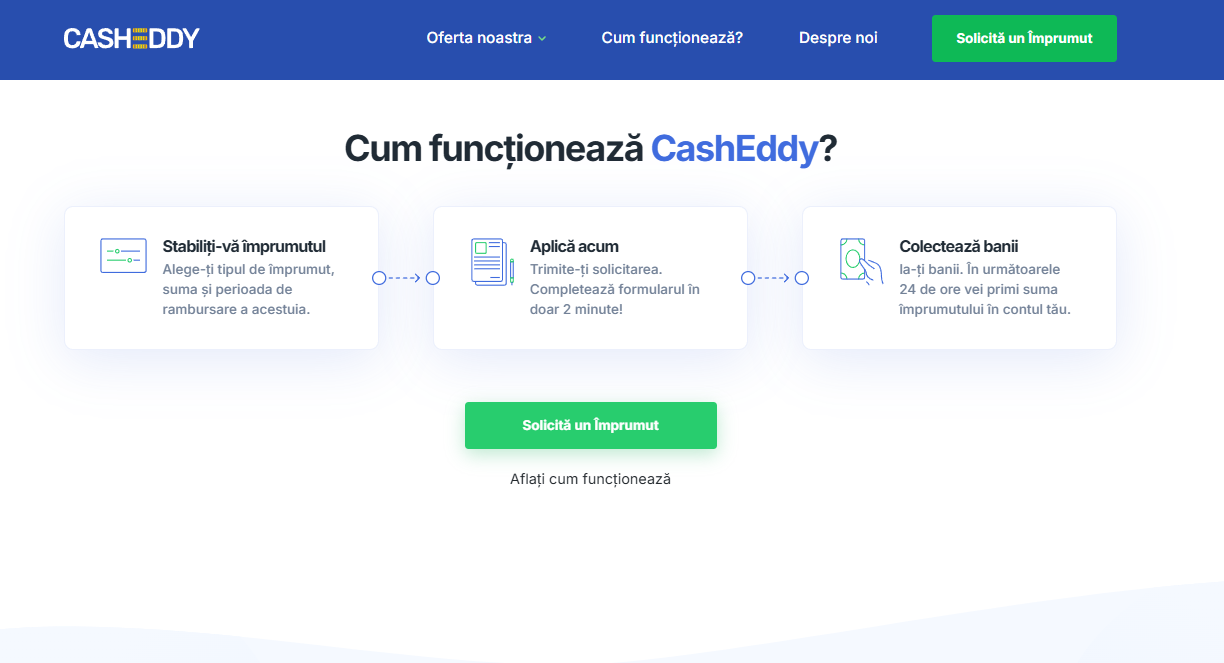 CASHEDDY
Oferta noastra
Cum funcționează?
Despre noi
Solicită un Împrumut
Cum funcționează CashEddy?
Stabiliți-vă împrumutul
Alege-ți tipul de împrumut,
suma și perioada de
rambursare a acestuia.
Aplică acum
Trimite-ți solicitarea.
Completează formularul în
doar 2 minute!
Colectează banii
Ia-ți banii. În următoarele
24 de ore vei primi suma
împrumutului în contul tău.
Solicită un Împrumut
Aflați cum funcționează